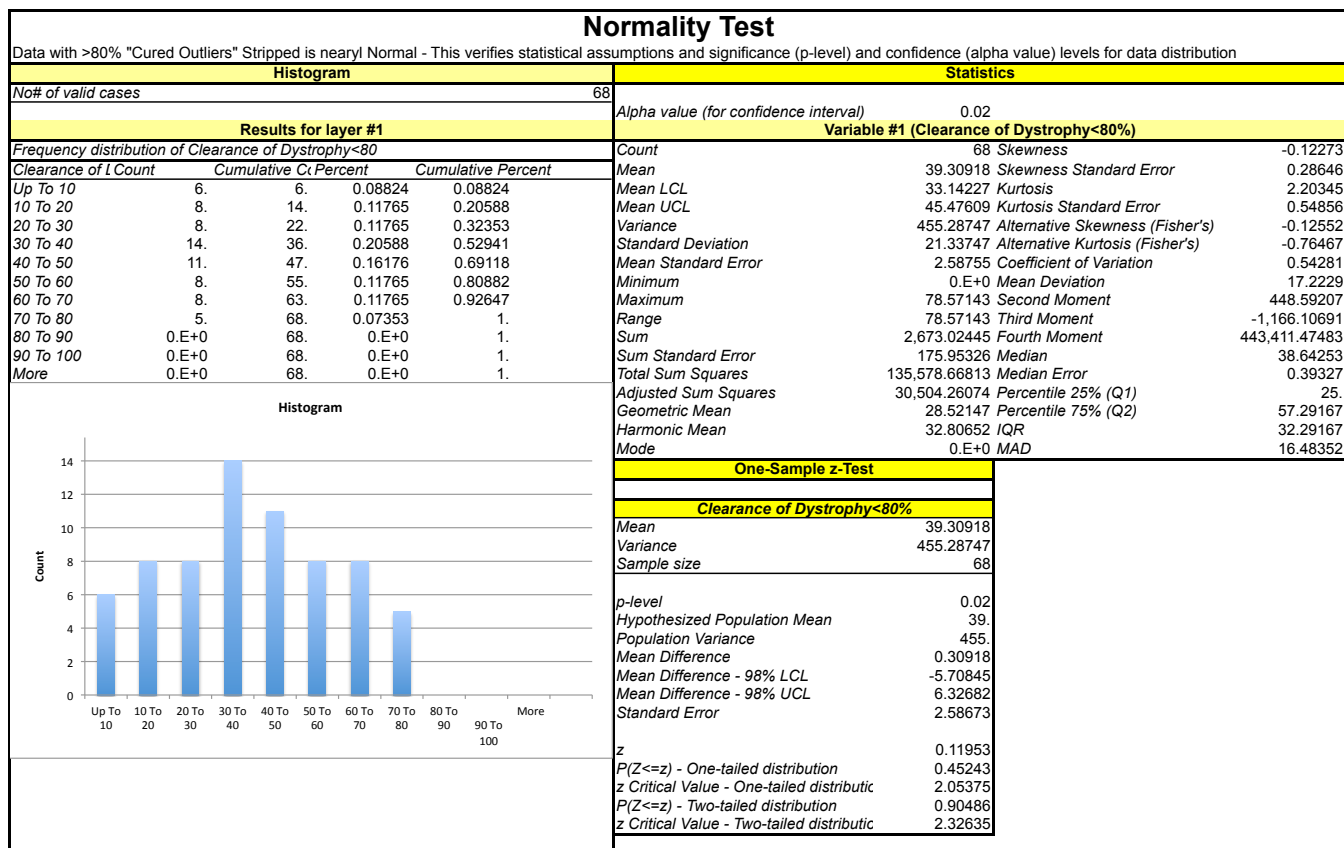 Normality Test
Data with >80% "Cured Outliers" Stripped is nearyl Normal - This verifies statistical assumptions and significance (p-level) and confidence (alpha value) levels for data distribution
Histogram
No# of valid cases 68
Results for layer #1
Frequency distribution of Clearance of Dystrophy<80
Clearance of D Count Cumulative Co Percent Cumulative Percent
Up To 10 6. 6. 0.08824 0.08824
10 To 20 8. 14. 0.11765 0.20588
20 To 30 8. 22. 0.11765 0.32353
30 To 40 14. 36. 0.20588 0.52941
40 To 50 11. 47. 0.16176 0.69118
50 To 60 8. 55. 0.11765 0.80882
60 To 70 8. 63. 0.11765 0.92647
70 To 80 5. 68. 0.07353 1.
80 To 90 0.E+0 68. 0.E+0 1.
90 To 100 0.E+0 68. 0.E+0 1.
More 0.E+0 68. 0.E+0 1.
Histogram
Count
14
12
10
8
6
4
2
0
Up To 10
10 To 20
20 To 30
30 To 40
40 To 50
50 To 60
60 To 70
70 To 80
80 To 90
90 To 100
More
Statistics
Alpha value (for confidence interval) 0.02
Variable #1 (Clearance of Dystrophy<80%)
Count 68 Skewness -0.12273
Mean 39.30918 Skewness Standard Error 0.28646
Mean LCL 33.14227 Kurtosis 2.20345
Mean UCL 45.47609 Kurtosis Standard Error 0.54856
Variance 455.28747 Alternative Skewness (Fisher's) -0.12552
Standard Deviation 21.33747 Alternative Kurtosis (Fisher's) -0.76467
Mean Standard Error 2.58755 Coefficient of Variation 0.54281
Minimum 0.E+0 Mean Deviation 17.2229
Maximum 78.57143 Second Moment 448.59207
Range 78.57143 Third Moment -1,166.10691
Sum 2,673.02445 Fourth Moment 443,411.47483
Sum Standard Error 175.95326 Median 38.64253
Total Sum Squares 135,578.66813 Median Error 0.39327
Adjusted Sum Squares 30,504.26074 Percentile 25% (Q1) 25.
Geometric Mean 28.52147 Percentile 75% (Q2) 57.29167
Harmonic Mean 32.80652 IQR 32.29167
Mode 0.E+0 MAD 16.48352
One-Sample z-Test
Clearance of Dystrophy<80%
Mean 39.30918
Variance 455.28747
Sample size 68
p-level 0.02
Hypothesized Population Mean 39.
Population Variance 455.
Mean Difference 0.30918
Mean Difference - 98% LCL -5.70845
Mean Difference - 98% UCL 6.32682
Standard Error 2.58673
z 0.11953
P(Z<=z) - One-tailed distribution 0.45243
z Critical Value - One-tailed distributic 2.05375
P(Z<=z) - Two-tailed distribution 0.90486
z Critical Value - Two-tailed distributic 2.32635